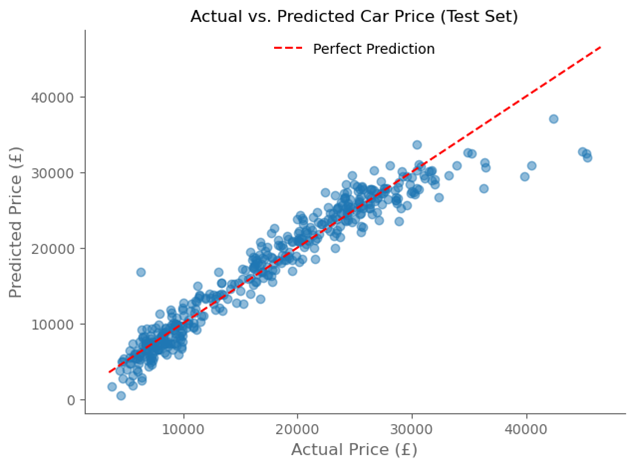 Actual vs. Predicted Car Price (Test Set)
Perfect Prediction
40000
30000
20000
10000
0
Predicted Price (£)
10000
20000
30000
40000
Actual Price (£)